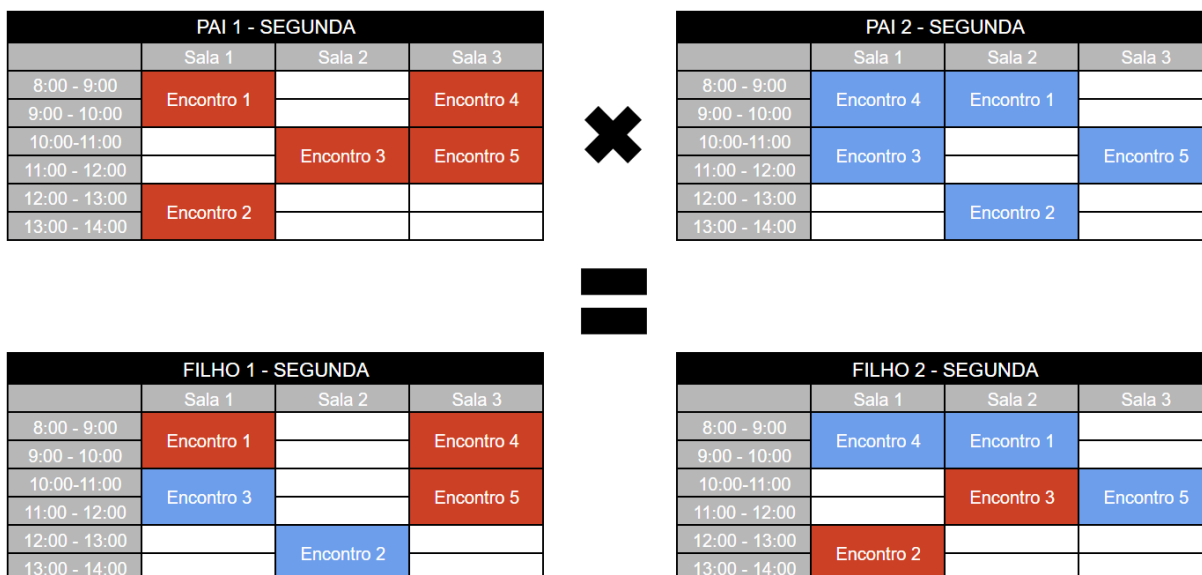 PAI 1 - SEGUNDA
Sala 1 Sala 2 Sala 3
8:00 - 9:00
Encontro 1 Encontro 4
9:00 - 10:00
10:00-11:00
Encontro 3 Encontro 5
11:00 - 12:00
12:00 - 13:00
Encontro 2
13:00 - 14:00
PAI 2 - SEGUNDA
Sala 1 Sala 2 Sala 3
8:00 - 9:00
Encontro 4 Encontro 1
9:00 - 10:00
10:00-11:00
Encontro 3 Encontro 5
11:00 - 12:00
12:00 - 13:00
Encontro 2
13:00 - 14:00
FILHO 1 - SEGUNDA
Sala 1 Sala 2 Sala 3
8:00 - 9:00
Encontro 1 Encontro 4
9:00 - 10:00
10:00-11:00
Encontro 3 Encontro 5
11:00 - 12:00
12:00 - 13:00
Encontro 2
13:00 - 14:00
FILHO 2 - SEGUNDA
Sala 1 Sala 2 Sala 3
8:00 - 9:00
Encontro 4 Encontro 1
9:00 - 10:00
10:00-11:00
Encontro 3 Encontro 5
11:00 - 12:00
12:00 - 13:00
Encontro 2
13:00 - 14:00